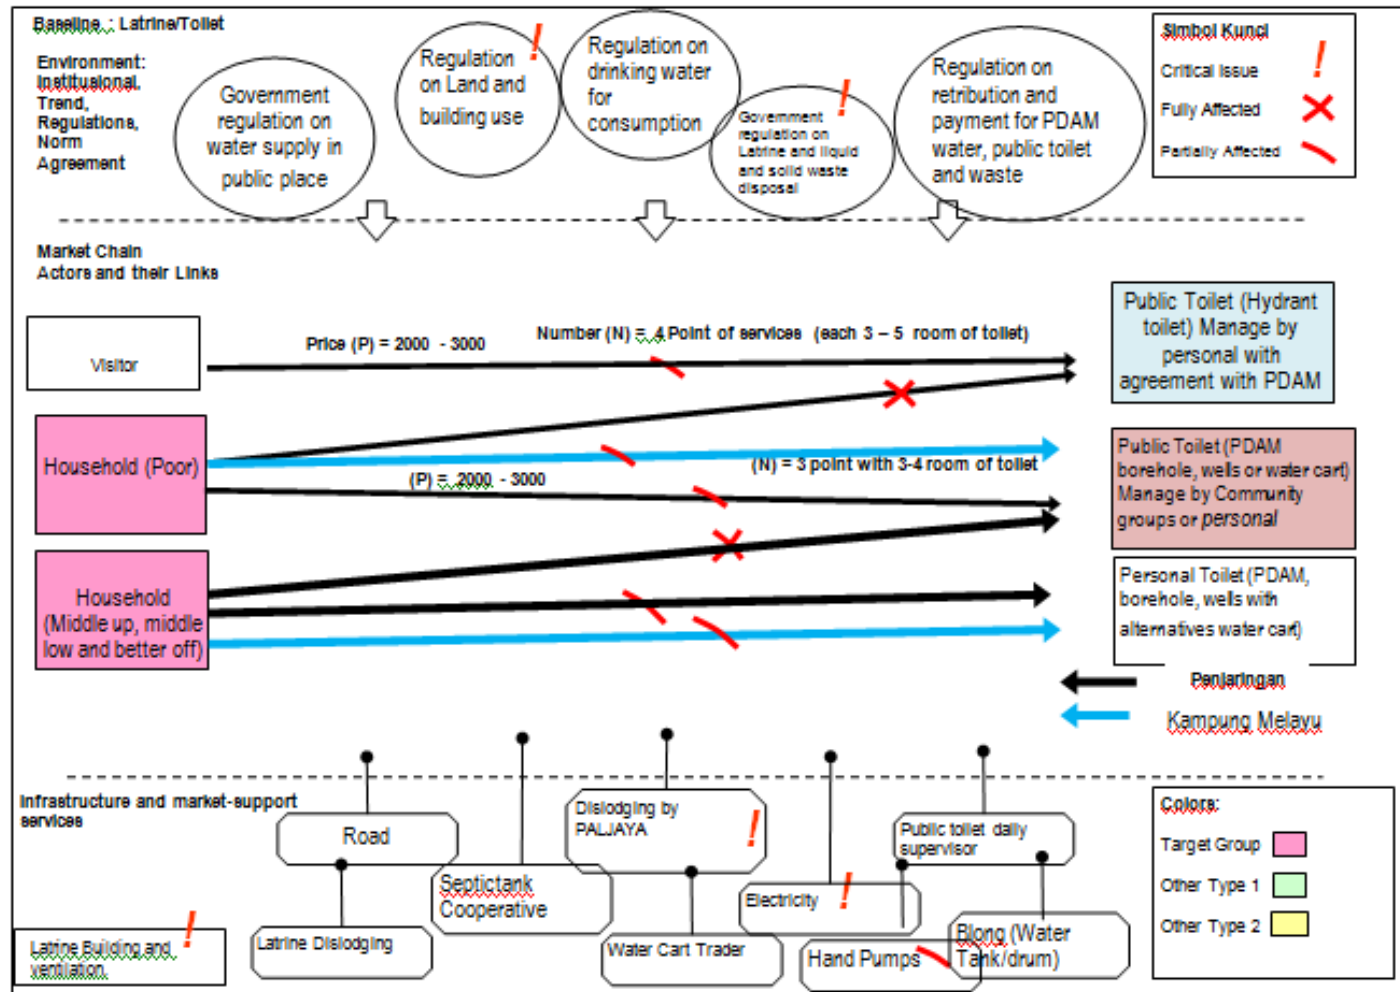 Baseline : Latrine/Toilet
Environment:
Institusional,
Trend,
Regulations,
Norm
Agreement
Government
regulation on
water supply in
public place
Regulation
on Land and
building use
Regulation on
drinking water
for
consumption
Government
regulation on
Latrine and liquid
and solid waste
disposal
Regulation on
retribution and
payment for PDAM
water, public toilet
and waste
Simbol Kunci
Critical Issue
Fully Affected
Partially Affected
Market Chain
Actors and their Links
Visitor
Price (P) = 2000 - 3000
Number (N) = 4 Point of services (each 3 – 5 room of toilet)
Public Toilet (Hydrant
toilet) Manage by
personal with
agreement with PDAM
Household (Poor)
(P) = 2000 - 3000
(N) = 3 point with 3-4 room of toilet
Public Toilet (PDAM
borehole, wells or water cart)
Manage by Community
groups or personal
Household
(Middle up, middle
low and better off)
Personal Toilet (PDAM,
borehole, wells with
alternatives water cart)
Penjaringan
Kampung Melayu
Infrastructure and market-support
services
Road
Septictank
Cooperative
Dislodging by
PALJAYA
Public toilet daily
supervisor
Electricity
Latrine Building and
ventilation,
Latrine Dislodging
Water Cart Trader
Hand Pumps
Blong (Water
Tank/drum)
Colors:
Target Group
Other Type 1
Other Type 2